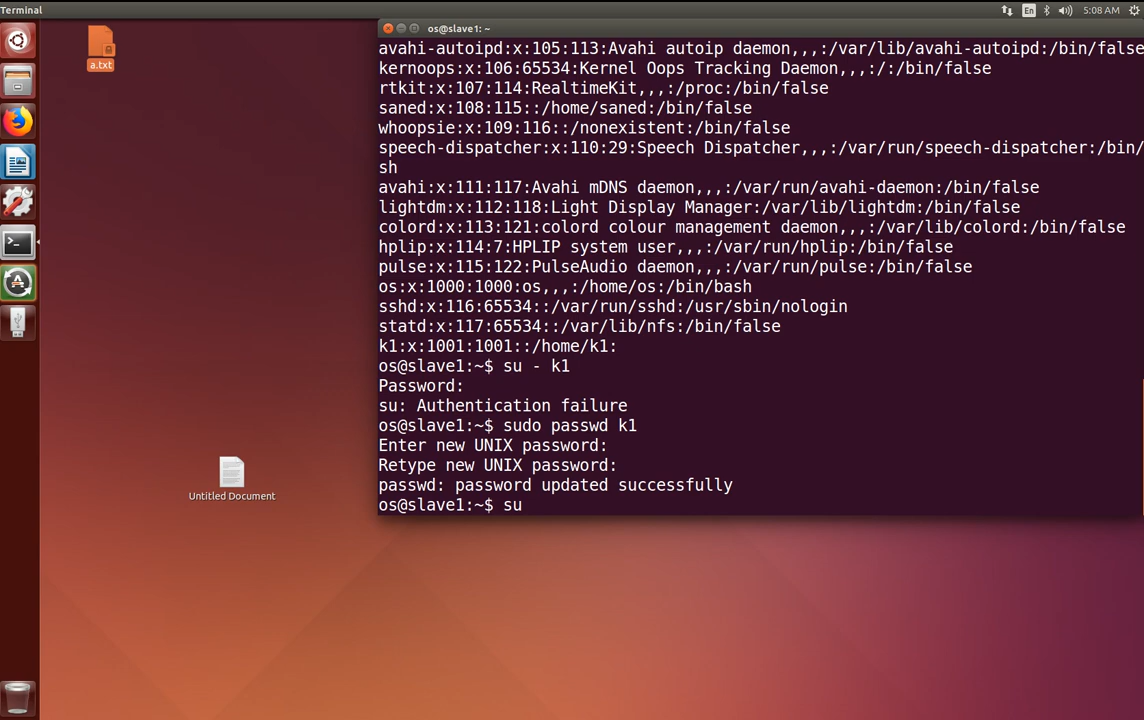 Terminal
En
5:08 AM
a.txt
Untitled Document
os@slave1: ~
avahi-autoipd:x:105:113:Avahi autoip daemon,,,:/var/lib/avahi-autoipd:/bin/false
kernoops:x:106:65534:Kernel Oops Tracking Daemon,,,:/:/bin/false
rtkit:x:107:114:RealtimeKit,,,:/proc:/bin/false
saned:x:108:115::/home/saned:/bin/false
whoopsie:x:109:116::/nonexistent:/bin/false
speech-dispatcher:x:110:29:Speech Dispatcher,,,:/var/run/speech-dispatcher:/bin/
sh
avahi:x:111:117:Avahi mDNS daemon,,,:/var/run/avahi-daemon:/bin/false
lightdm:x:112:118:Light Display Manager:/var/lib/lightdm:/bin/false
colord:x:113:121:colord colour management daemon,,,:/var/lib/colord:/bin/false
hplip:x:114:7:HPLIP system user,,,:/var/run/hplip:/bin/false
pulse:x:115:122:PulseAudio daemon,,,:/var/run/pulse:/bin/false
os:x:1000:1000:os,,,:/home/os:/bin/bash
sshd:x:116:65534::/var/run/sshd:/usr/sbin/nologin
statd:x:117:65534::/var/lib/nfs:/bin/false
k1:x:1001:1001::/home/k1:
os@slave1:~$ su - k1
Password:
su: Authentication failure
os@slave1:~$ sudo passwd k1
Enter new UNIX password:
Retype new UNIX password:
passwd: password updated successfully
os@slave1:~$ su